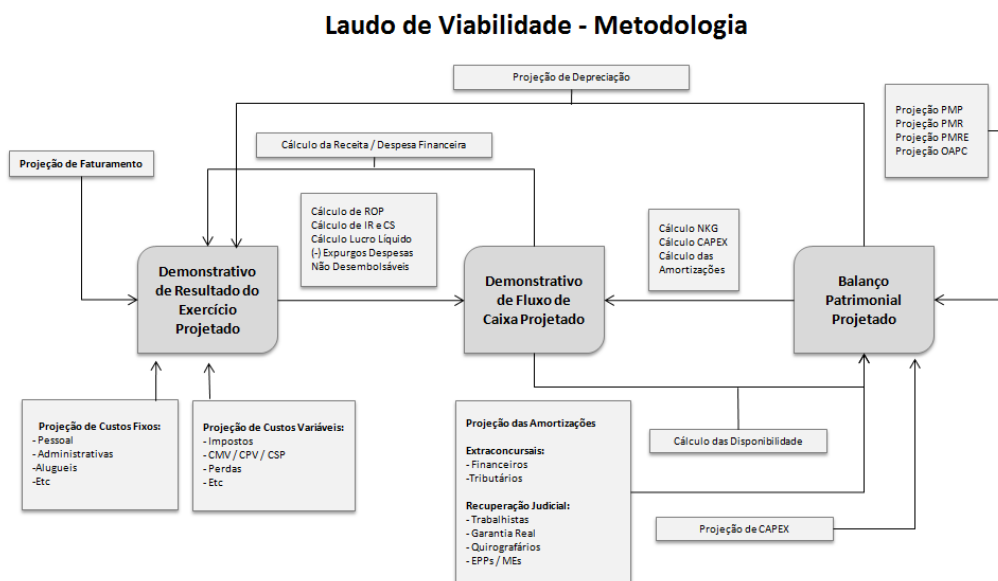 Laudo de Viabilidade - Metodologia
Projeção de Depreciação
Projeção PMP
Projeção PMR
Projeção PMRE
Projeção OAPC
Cálculo da Receita / Despesa Financeira
Projeção de Faturamento
Cálculo de ROP
Cálculo de IR e CS
Cálculo Lucro Líquido
(-) Expurgos Despesas
Não Desembolsáveis
Cálculo NKG
Cálculo CAPEX
Cálculo das
Amortizações
Demonstrativo
de Resultado do
Exercício
Projetado
Demonstrativo
de Fluxo de
Caixa Projetado
Balanço
Patrimonial
Projetado
Projeção de Custos Fixos:
- Pessoal
- Administrativas
-Alugueis
-Etc
Projeção de Custos Variáveis:
- Impostos
- CMV / CPV / CSP
- Perdas
- Etc
Projeção das Amortizações
Extraconcursais:
- Financeiros
-Tributários
Recuperação Judicial:
- Trabalhistas
- Garantia Real
- Quirografários
- EPPs / MEs
Cálculo das Disponibilidade
Projeção de CAPEX